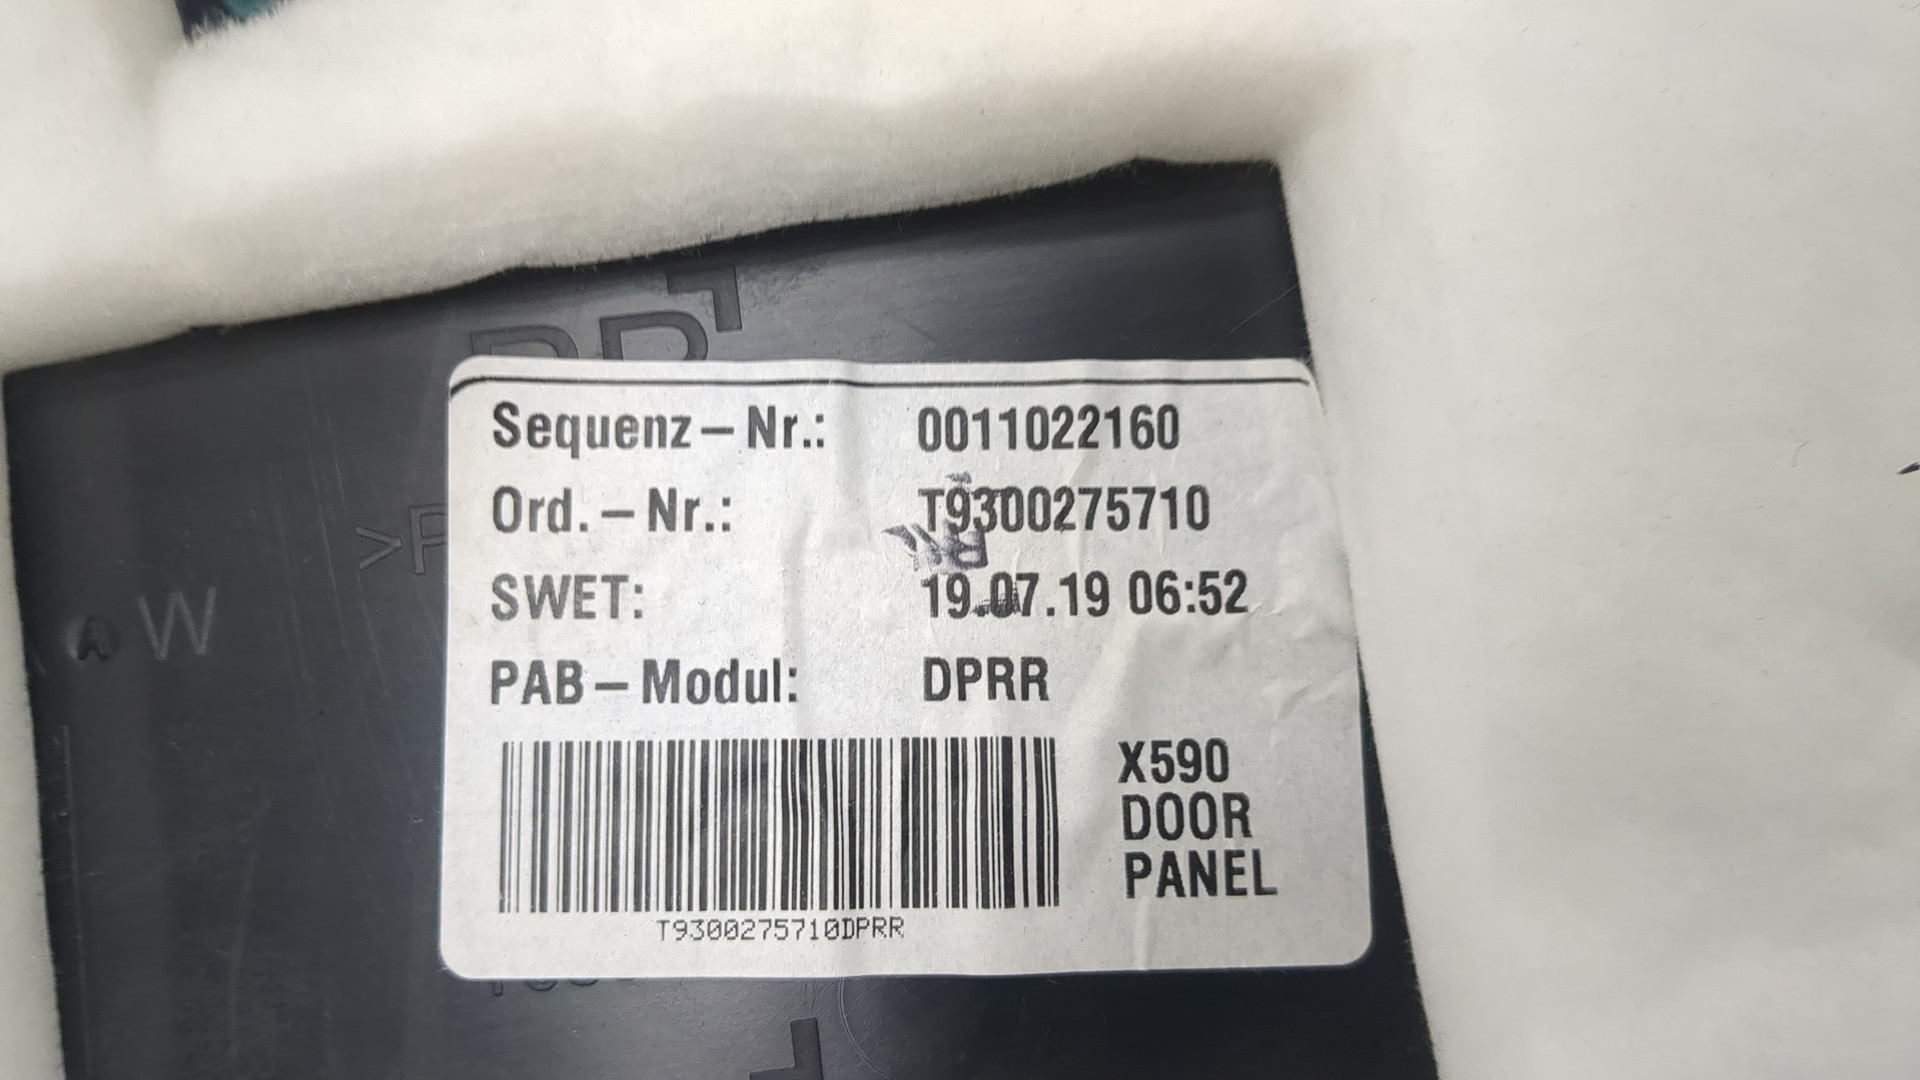 Sequenz-Nr.: 0011022160
Ord.-Nr.: T9300275710
SWET: 19.07.19 06:52
PAB-Modul: DPRR
X590
DOOR
PANEL
T9300275710DPRR
W